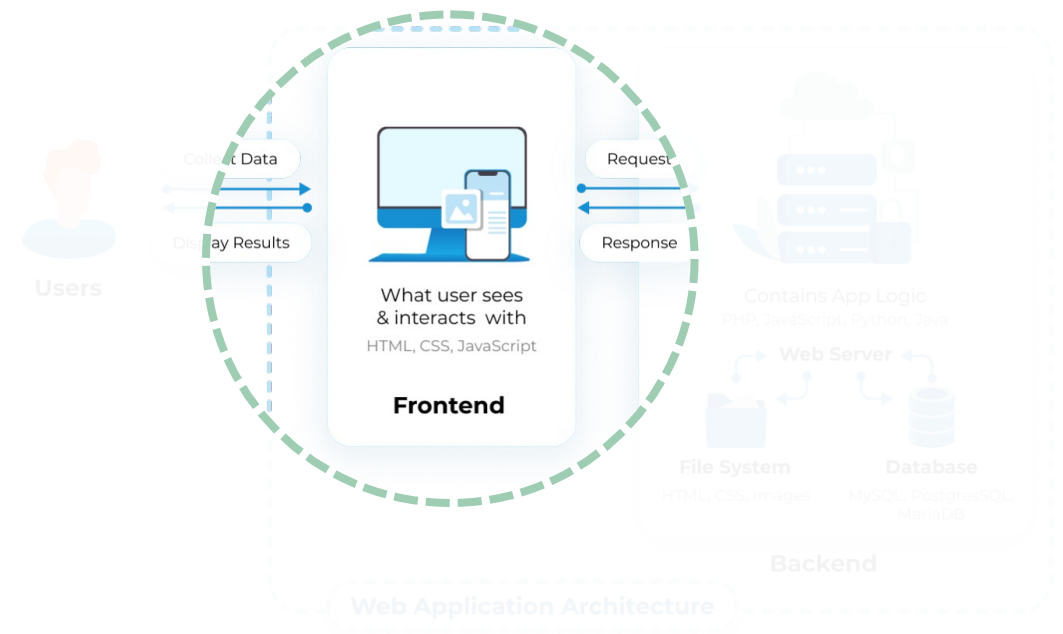 Collect Data
Display Results
Users
What user sees
& interacts with
HTML, CSS, JavaScript
Frontend
Request
Response
Contains App Logic
PHP, JavaScript, Python, Java
Web Server
File System
HTML, CSS, Images
Database
MySQL, PostgresSQL,
MariaDB
Backend
Web Application Architecture